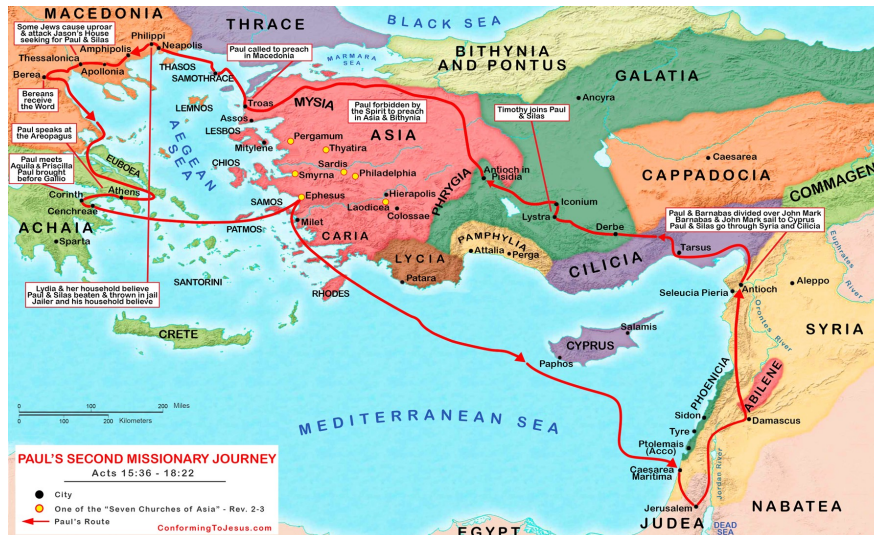 MACEDONIA
THRACE
BLACK SEA
BITHYNIA
AND PONTUS
GALATIA
Some Jews cause uproar
& attack Jason's House
seeking for Paul & Silas
Philippi
Neapolis
Amphipolis
Thessalonica
Apollonia
Berea
THASOS
SAMOTHRACE
Paul called to preach
in Macedonia
MARMARA
SEA
Bereans
receive
the Word
LEMNOS
Troas
MYSIA
Assos
LESBOS
Mitylene
Paul forbidden by
the Spirit to preach
in Asia & Bithynia
ASIA
Ancyra
Timothy joins Paul
& Silas
Paul speaks at
the Areopagus
AEGEAN
SEA
Pergamum
Thyatira
Sardis
Smyrna
Philadelphia
CHIOS
EUBOEA
Paul meets
Aquila & Priscilla
Paul brought
before Gallio
Athens
Corinth
Cenchreae
ACHAIA
Sparta
Ephesus
SAMOS
Milet
PATMOS
Hierapolis
Laodicea
Colossae
CARIA
PHRYGIA
Antioch in
Pisidia
Iconium
Lystra
Derbe
Caesarea
CAPPADOCIA
COMMAGEN
Paul & Barnabas divided over John Mark
Barnabas & John Mark sail to Cyprus
Paul & Silas go through Syria and Cilicia
Tarsus
CILICIA
PAMPHYLIA
Attalia
Perga
LYCIA
Patara
RHODES
SANTORINI
Lydia & her household believe
Paul & Silas beaten & thrown in jail
Jailer and his household believe
CRETE
Euphrates
River
Antioch
Seleucia Pieria
Aleppo
Orontes River
SYRIA
Salamis
CYPRUS
Paphos
PHOENICIA
ABILENE
Sidon
Damascus
Tyre
Ptolemais
(Acco)
MEDITERRANEAN SEA
Caesarea
Maritima
Jordan River
Jerusalem
JUDEA
DEAD
SEA
NABATEA
EGYPT
0
100
200
Miles
0
100
200
Kilometers
PAUL'S SECOND MISSIONARY JOURNEY
Acts 15:36 - 18:22
City
One of the "Seven Churches of Asia" - Rev. 2-3
Paul's Route
ConformingToJesus.com